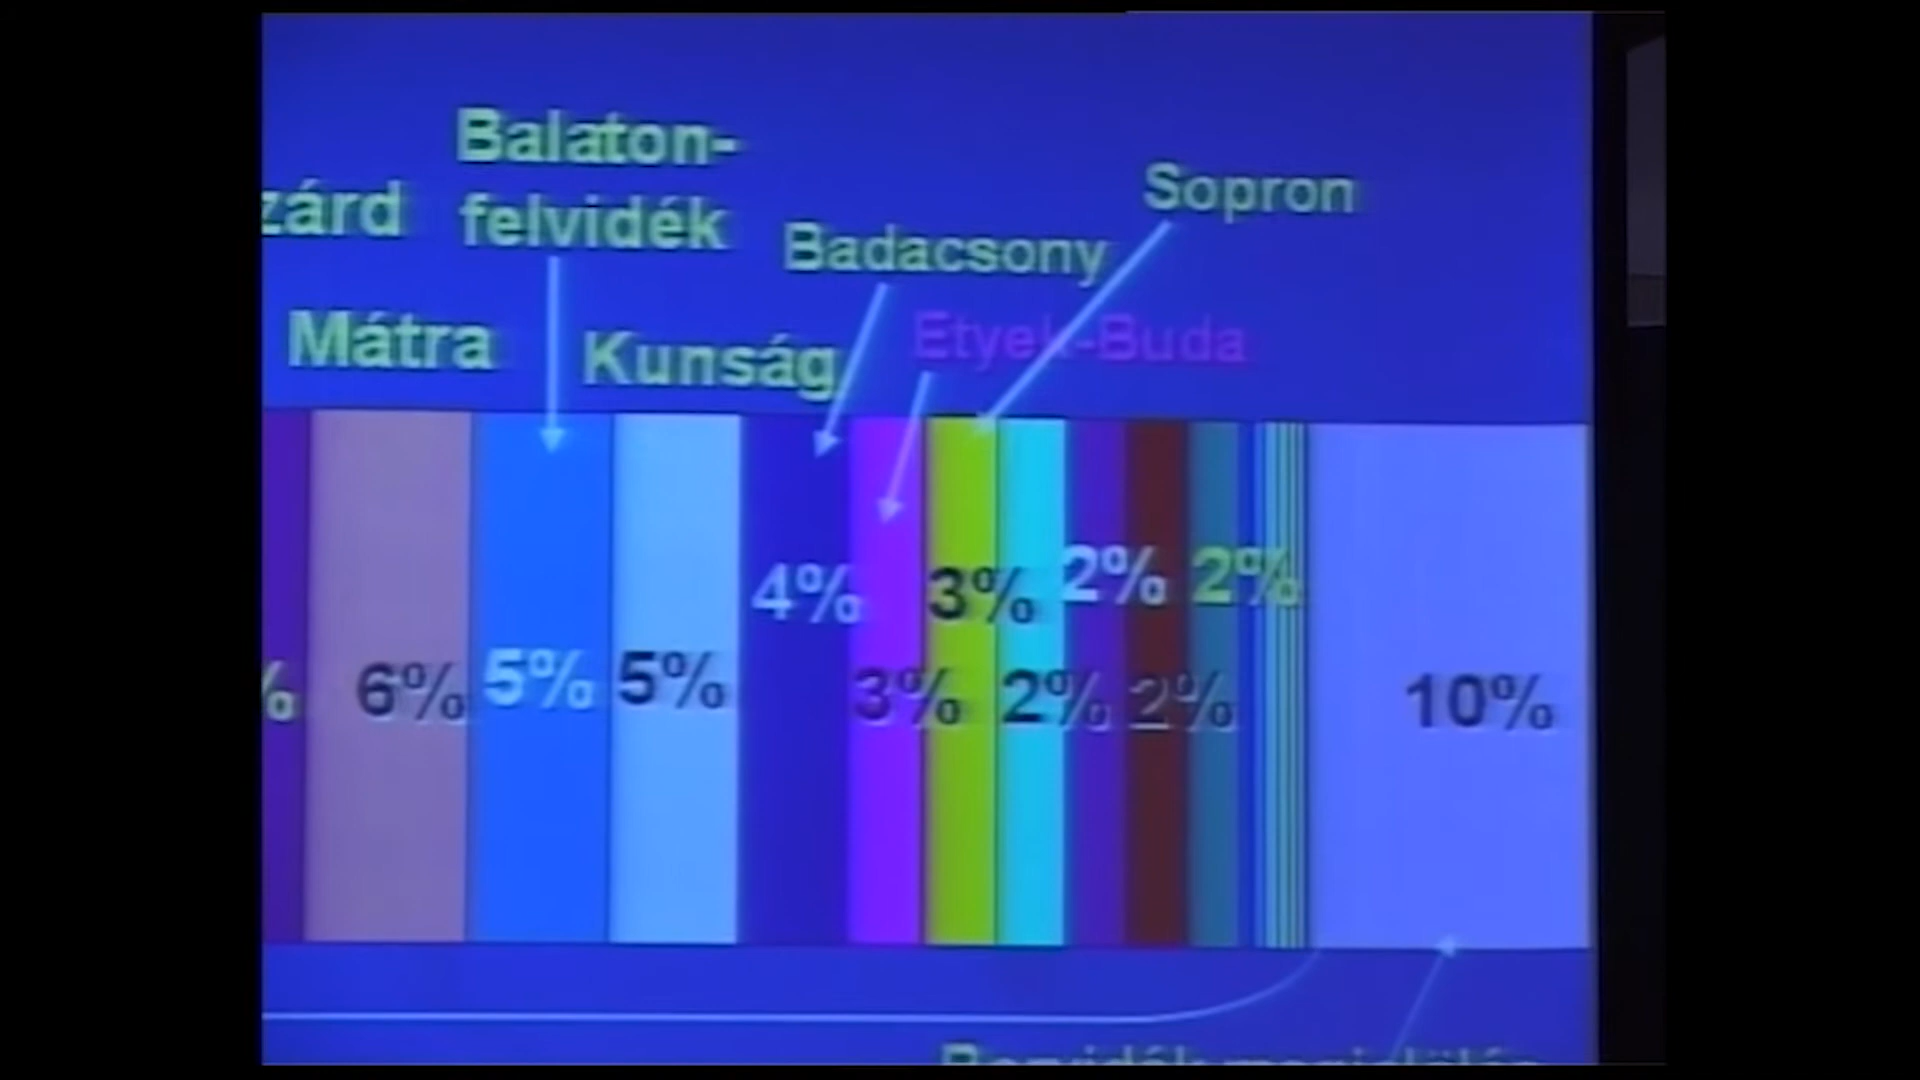 Balaton-
felvidék
zárd
Sopron
Badacsony
Mátra
Kunság
Etyek-Buda
4%
3%
2%
2%
%
6%
5%
5%
3%
2%
2%
10%